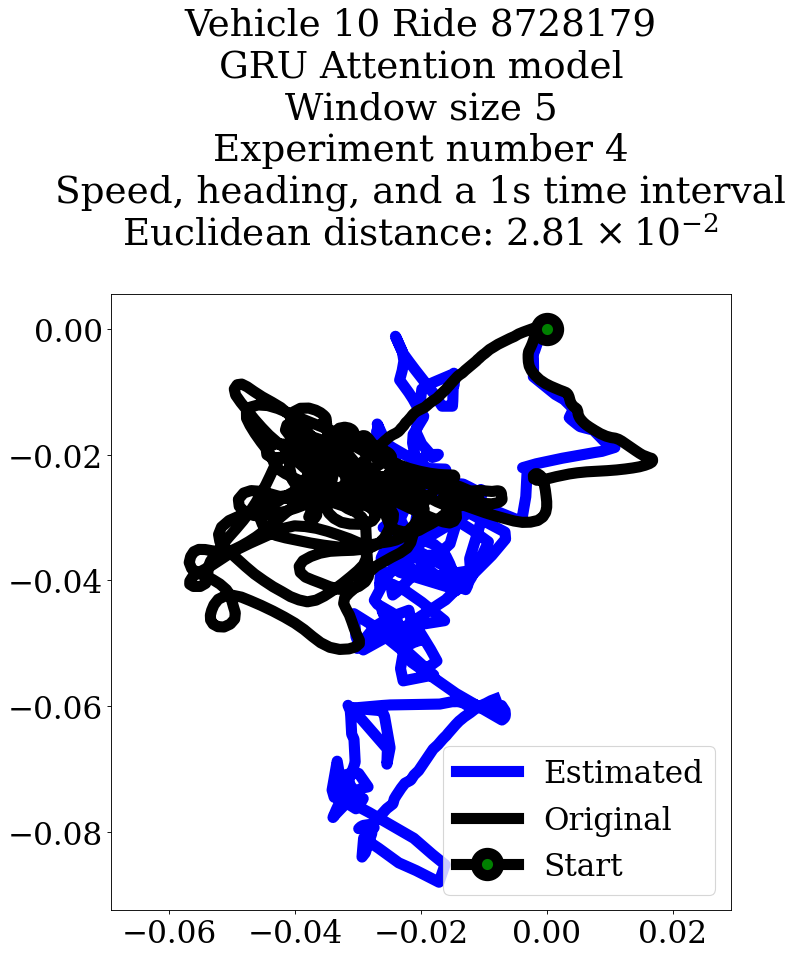 Vehicle 10 Ride 8728179
GRU Attention model
Window size 5
Experiment number 4
Speed, heading, and a 1s time interval
Euclidean distance: 2.81 × 10⁻²
0.00
−0.02
−0.04
−0.06
−0.08
Estimated
Original
Start
−0.06 −0.04 −0.02 0.00 0.02